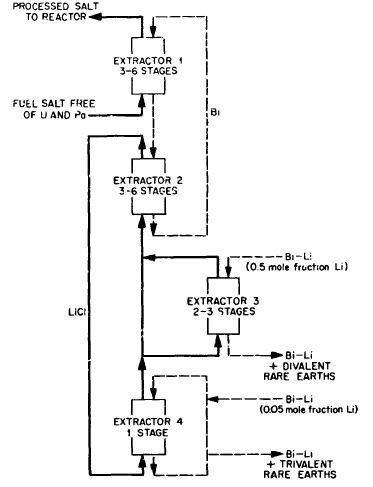 PROCESSED SALT
TO REACTOR
EXTRACTOR 1
3-6 STAGES
FUEL SALT FREE
OF U AND Pa
Bi
EXTRACTOR 2
3-6 STAGES
Bi-Li
(0.5 mole fraction Li)
EXTRACTOR 3
2-3 STAGES
LiCl
Bi-Li
+ DIVALENT
RARE EARTHS
Bi-Li
(0.05 mole fraction Li)
EXTRACTOR 4
1 STAGE
Bi-Li
+ TRIVALENT
RARE EARTHS